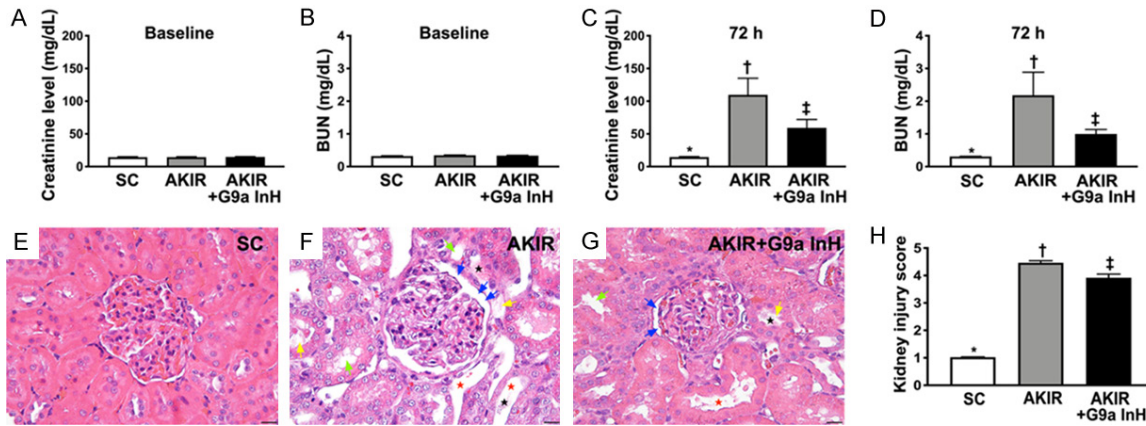 A
Baseline
Creatinine level (mg/dL)
200
150
100
50
0
SC
AKIR
AKIR
+G9a InH
B
Baseline
BUN (mg/dL)
4
3
2
1
0
SC
AKIR
AKIR
+G9a InH
C
72 h
Creatinine level (mg/dL)
200
150
100
50
0
*
†
‡
SC
AKIR
AKIR
+G9a InH
D
72 h
BUN (mg/dL)
4
3
2
1
0
*
†
‡
SC
AKIR
AKIR
+G9a InH
E
SC
F
AKIR
G
AKIR+G9a InH
H
Kidney injury score
5
4
3
2
1
0
*
†
‡
SC
AKIR
AKIR
+G9a InH